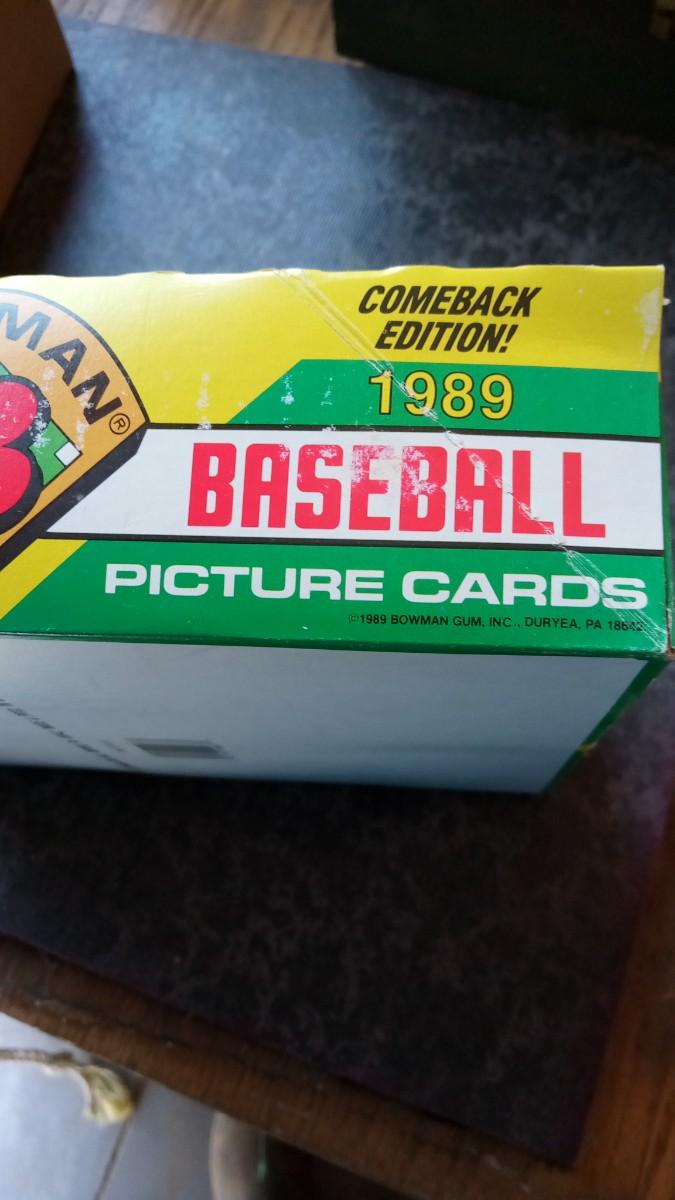 COMEBACK
EDITION!
1989
MAN®
B
BASEBALL
PICTURE CARDS
©1989 BOWMAN GUM, INC., DURYEA, PA 18642